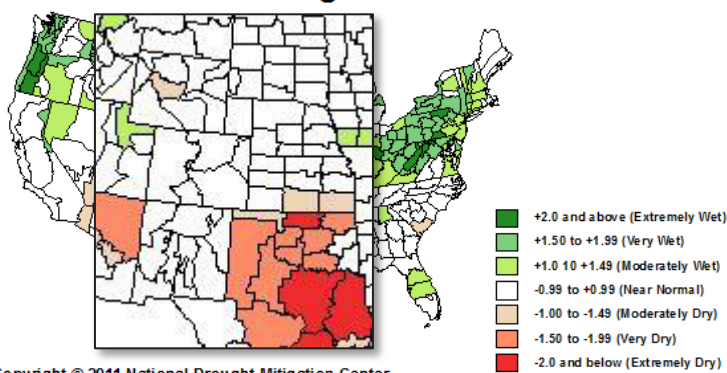 +2.0 and above (Extremely Wet)
+1.50 to +1.99 (Very Wet)
+1.0 10 +1.49 (Moderately Wet)
-0.99 to +0.99 (Near Normal)
-1.00 to -1.49 (Moderately Dry)
-1.50 to -1.99 (Very Dry)
-2.0 and below (Extremely Dry)
Copyright © 2011 National Drought Mitigation Center